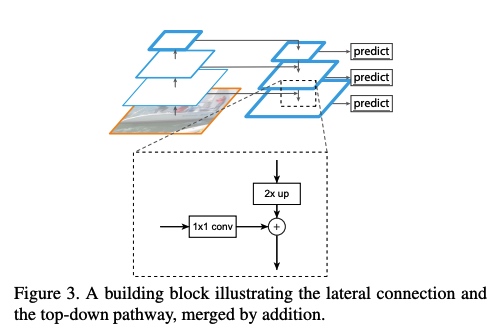 predict
predict
predict
2x up
1x1 conv
+
Figure 3. A building block illustrating the lateral connection and
the top-down pathway, merged by addition.